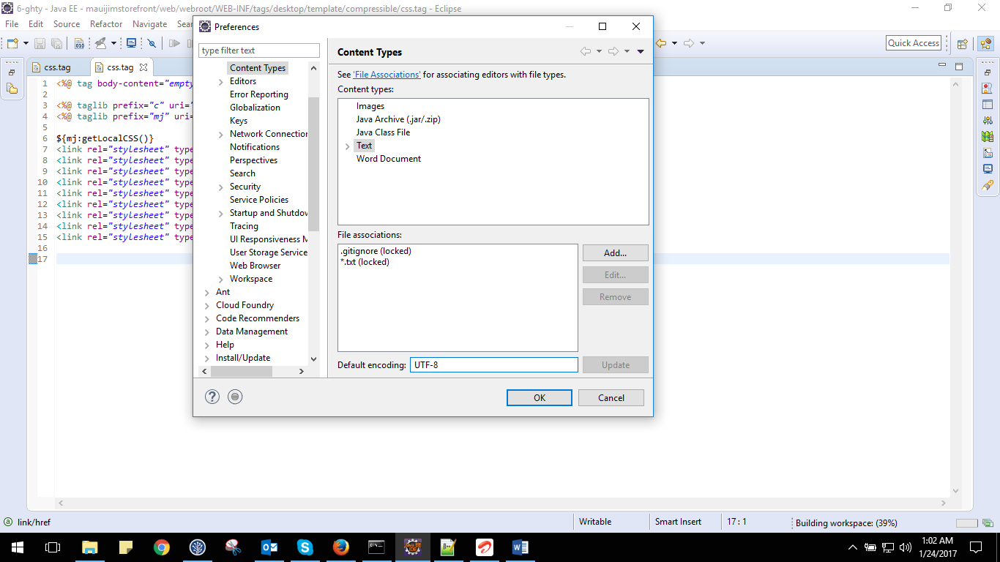 6-ghty - Java EE - mauijimstorefront/web/webroot/WEB-INF/tags/desktop/template/compressible/css.tag - Eclipse
File Edit Source Refactor Navigate Sear
Quick Access
css.tag
css.tag
1 <%@ tag body-content="empty
2
3 <%@ taglib prefix="c" uri="
4 <%@ taglib prefix="mj" uri=
5
6 ${mj:getLocalCSS()}
7 <link rel="stylesheet" type
8 <link rel="stylesheet" type
9 <link rel="stylesheet" type
10 <link rel="stylesheet" type
11 <link rel="stylesheet" type
12 <link rel="stylesheet" type
13 <link rel="stylesheet" type
14 <link rel="stylesheet" type
15 <link rel="stylesheet" type
16
17
Preferences
type filter text
Content Types
Editors
Error Reporting
Globalization
Keys
Network Connection
Notifications
Perspectives
Search
Security
Service Policies
Startup and Shutdow
Tracing
UI Responsiveness M
User Storage Service
Web Browser
Workspace
Ant
Cloud Foundry
Code Recommenders
Data Management
Help
Install/Update
Content Types
See 'File Associations' for associating editors with file types.
Content types:
Images
Java Archive (.jar/.zip)
Java Class File
Text
Word Document
File associations:
.gitignore (locked)
*.txt (locked)
Add...
Edit...
Remove
Default encoding: UTF-8
Update
OK
Cancel
link/href
Writable
Smart Insert
17 : 1
Building workspace: (39%)
1:02 AM
1/24/2017